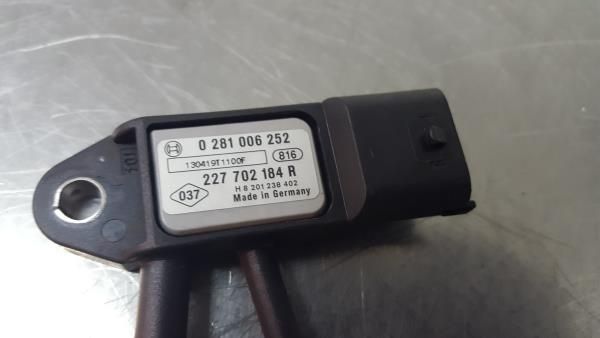 0 281 006 252
130419T1100F 816
227 702 184 R
037 H 8 201 238 402
Made in Germany